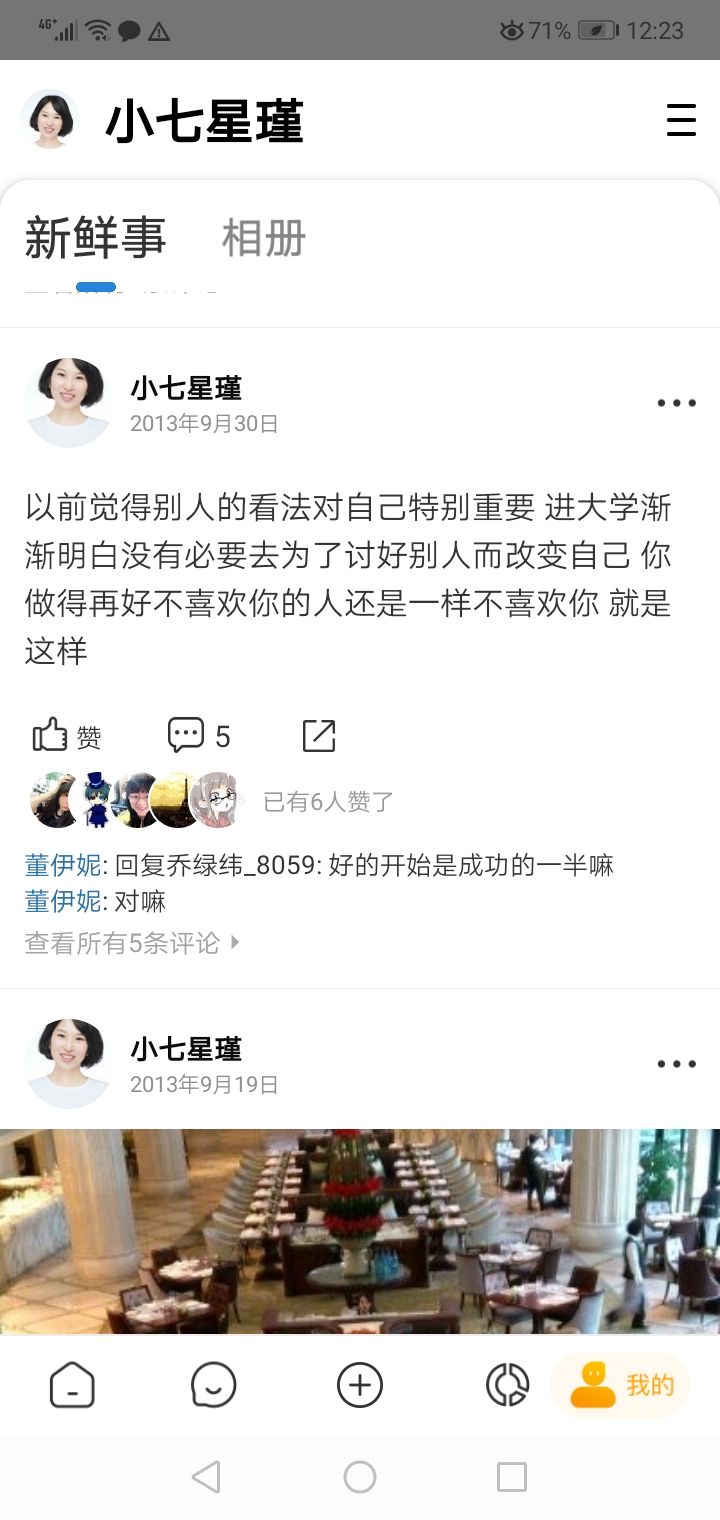 4G+ 71% 12:23
小七星瑾
新鲜事 相册
小七星瑾
2013年9月30日
以前觉得别人的看法对自己特别重要 进大学渐
渐明白没有必要去为了讨好别人而改变自己 你
做得再好不喜欢你的人还是一样不喜欢你 就是
这样
赞 5
已有6人赞了
董伊妮: 回复乔绿纬_8059: 好的开始是成功的一半嘛
董伊妮: 对嘛
查看所有5条评论
小七星瑾
2013年9月19日
我的